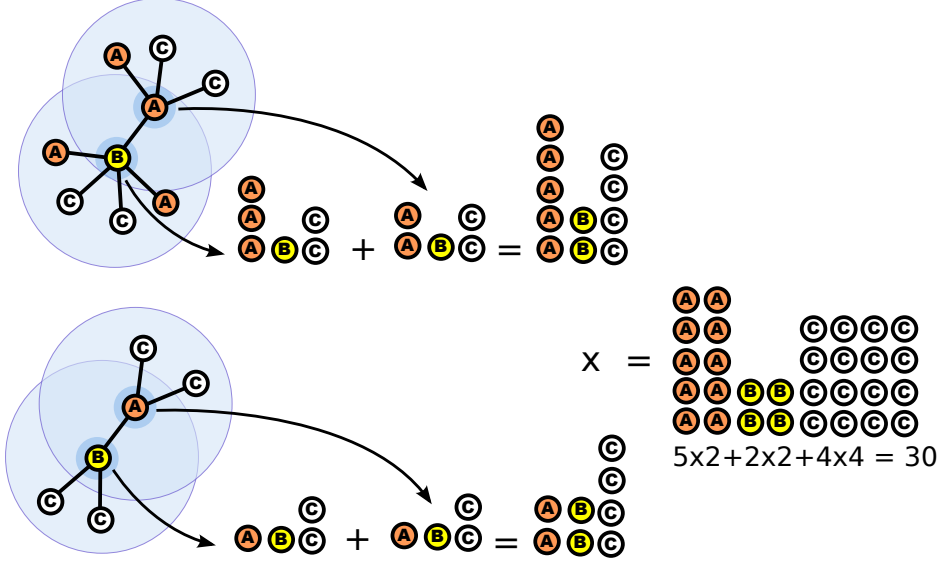 A C
C
A
A B
C A
C
A
A C
A A C
A C A C A B C
A B C + A B C = A B C
A A
A A C C C C
x = A A C C C C
A A B B C C C C
A A B B C C C C
5x2+2x2+4x4 = 30
C
C
A
B
C
C
C
C
C C A B C
A B C + A B C = A B C